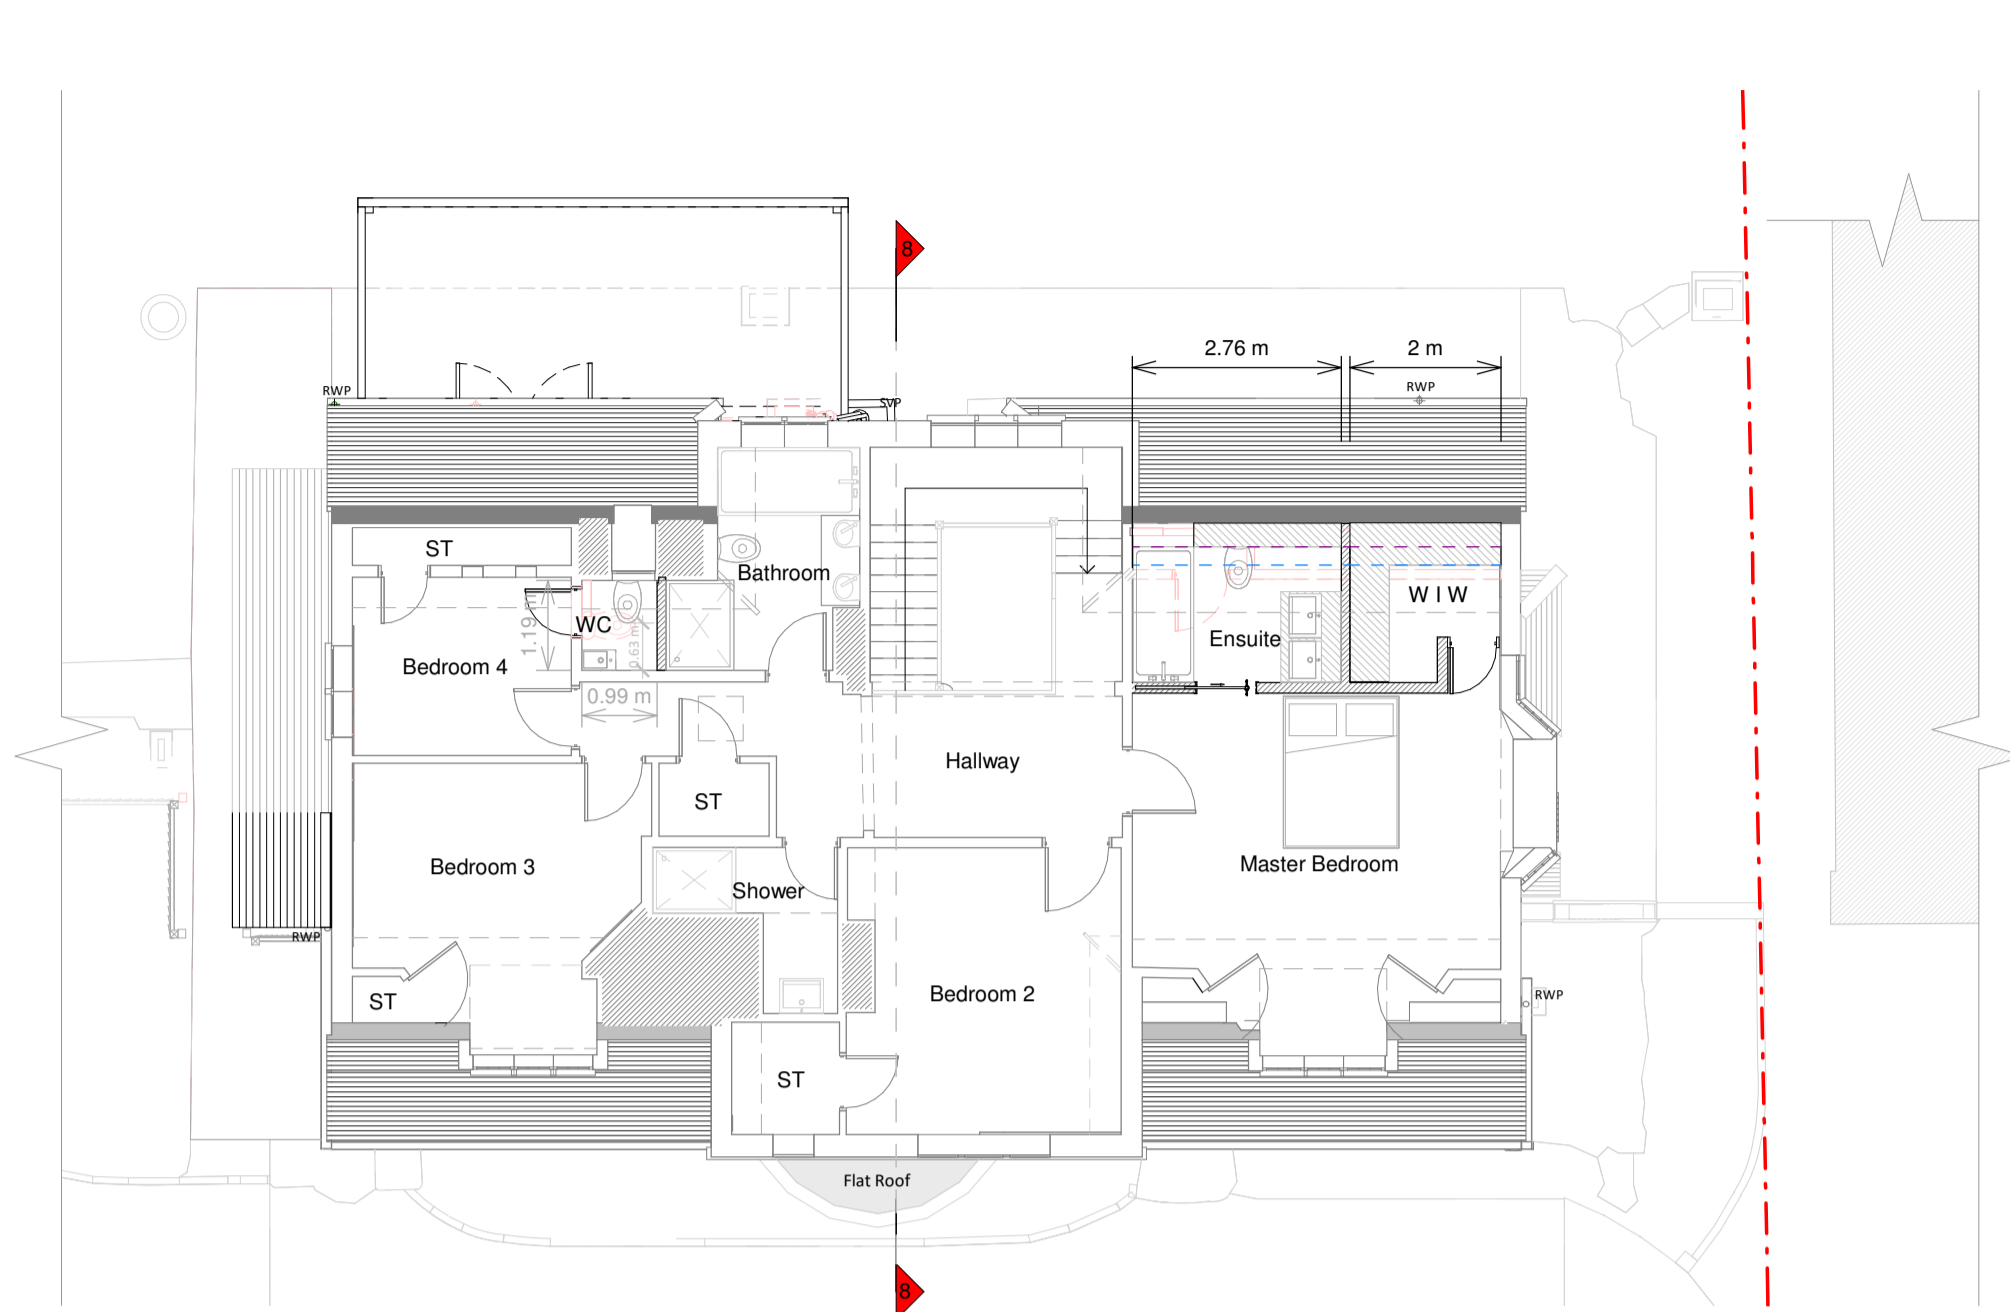 8
2.76 m
2 m
RWP
RWP
SVP
ST
Bathroom
W I W
1.19 m
WC
0.63 m
Ensuite
Bedroom 4
0.99 m
Hallway
ST
Bedroom 3
Master Bedroom
Shower
RWP
Bedroom 2
RWP
ST
ST
Flat Roof
8